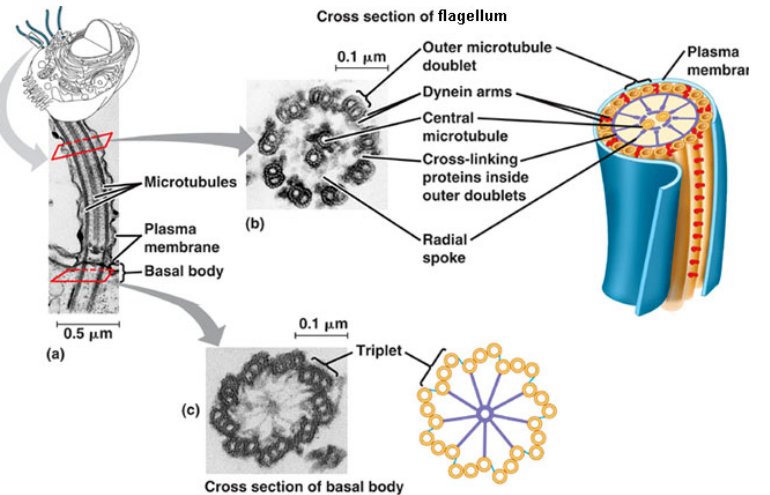 Cross section of flagellum
0.1 μm
Outer microtubule
doublet
Plasma
membrar
Dynein arms
Central
microtubule
Cross-linking
proteins inside
outer doublets
Microtubules
(b)
Plasma
membrane
Radial
spoke
Basal body
0.5 μm
(a)
0.1 μm
Triplet
(c)
Cross section of basal body